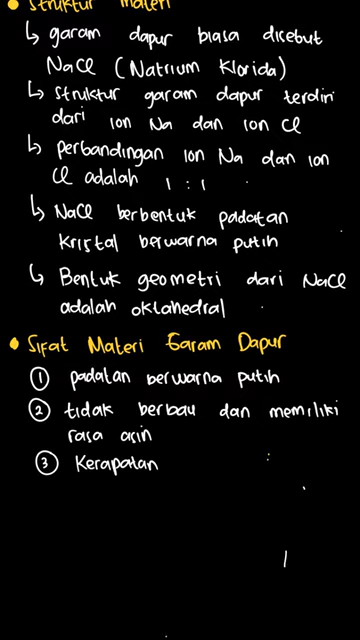 Struktur Materi
↳ garam dapur biasa disebut
NaCl (Natrium Klorida)
↳ struktur garam dapur terdiri
dari ion Na dan ion Cl
↳ perbandingan ion Na dan ion
Cl adalah 1 : 1
↳ NaCl berbentuk padatan
kristal berwarna putih
↳ Bentuk geometri dari NaCl
adalah oktahedral
Sifat Materi Garam Dapur
① padatan berwarna putih
② tidak berbau dan memiliki
rasa asin
③ Kerapatan